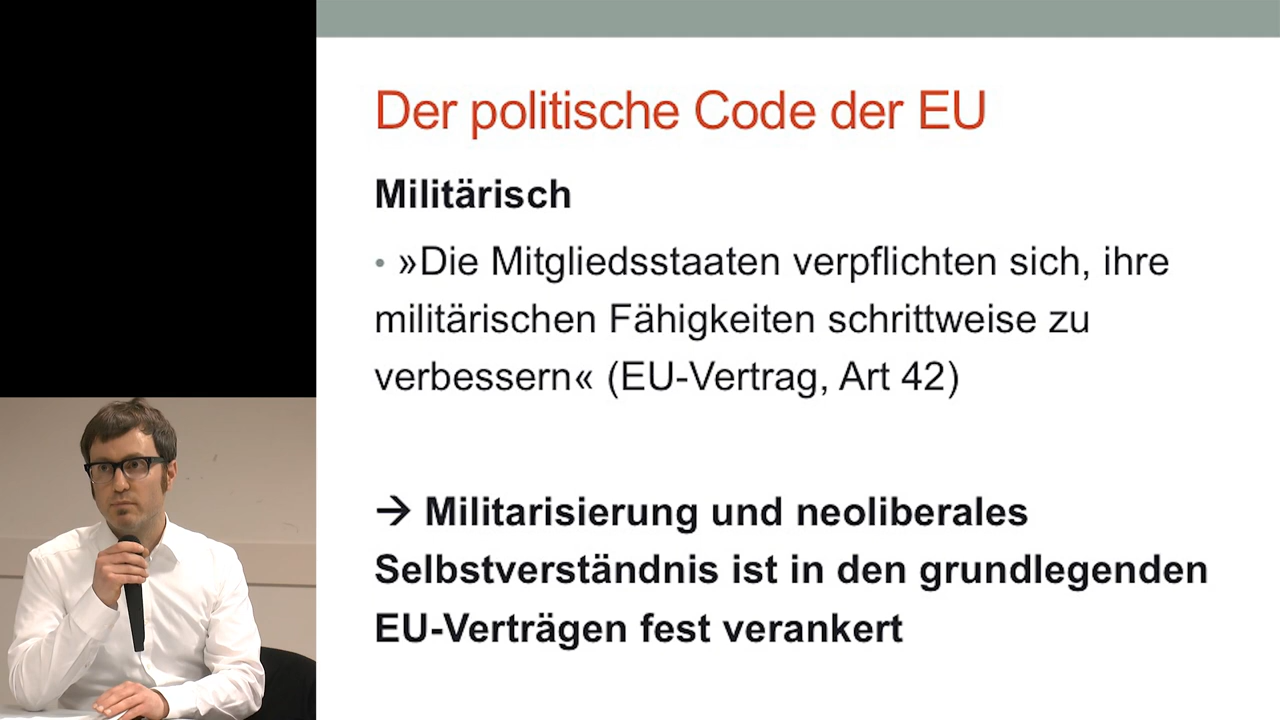 Der politische Code der EU
Militärisch
• »Die Mitgliedsstaaten verpflichten sich, ihre
militärischen Fähigkeiten schrittweise zu
verbessern« (EU-Vertrag, Art 42)
→ Militarisierung und neoliberales
Selbstverständnis ist in den grundlegenden
EU-Verträgen fest verankert